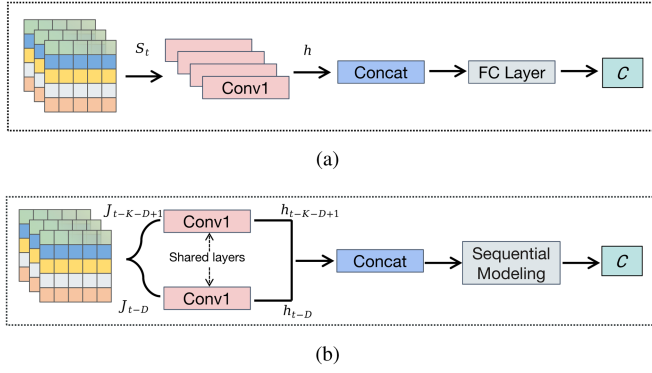 S_t
h
Conv1
Concat
FC Layer
C
(a)
J_{t-K-D+1}
Conv1
h_{t-K-D+1}
Shared layers
Concat
Sequential
Modeling
C
J_{t-D}
Conv1
h_{t-D}
(b)